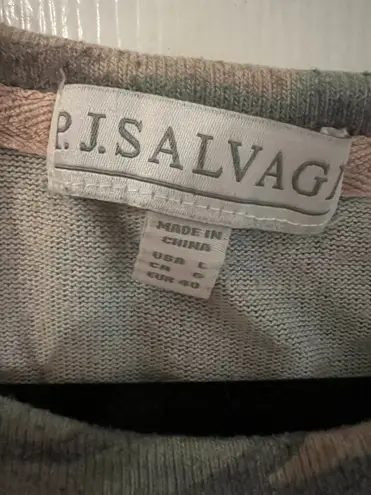 P.J.SALVAG
MADE IN
CHINA
USA L
CA G
EUR 40